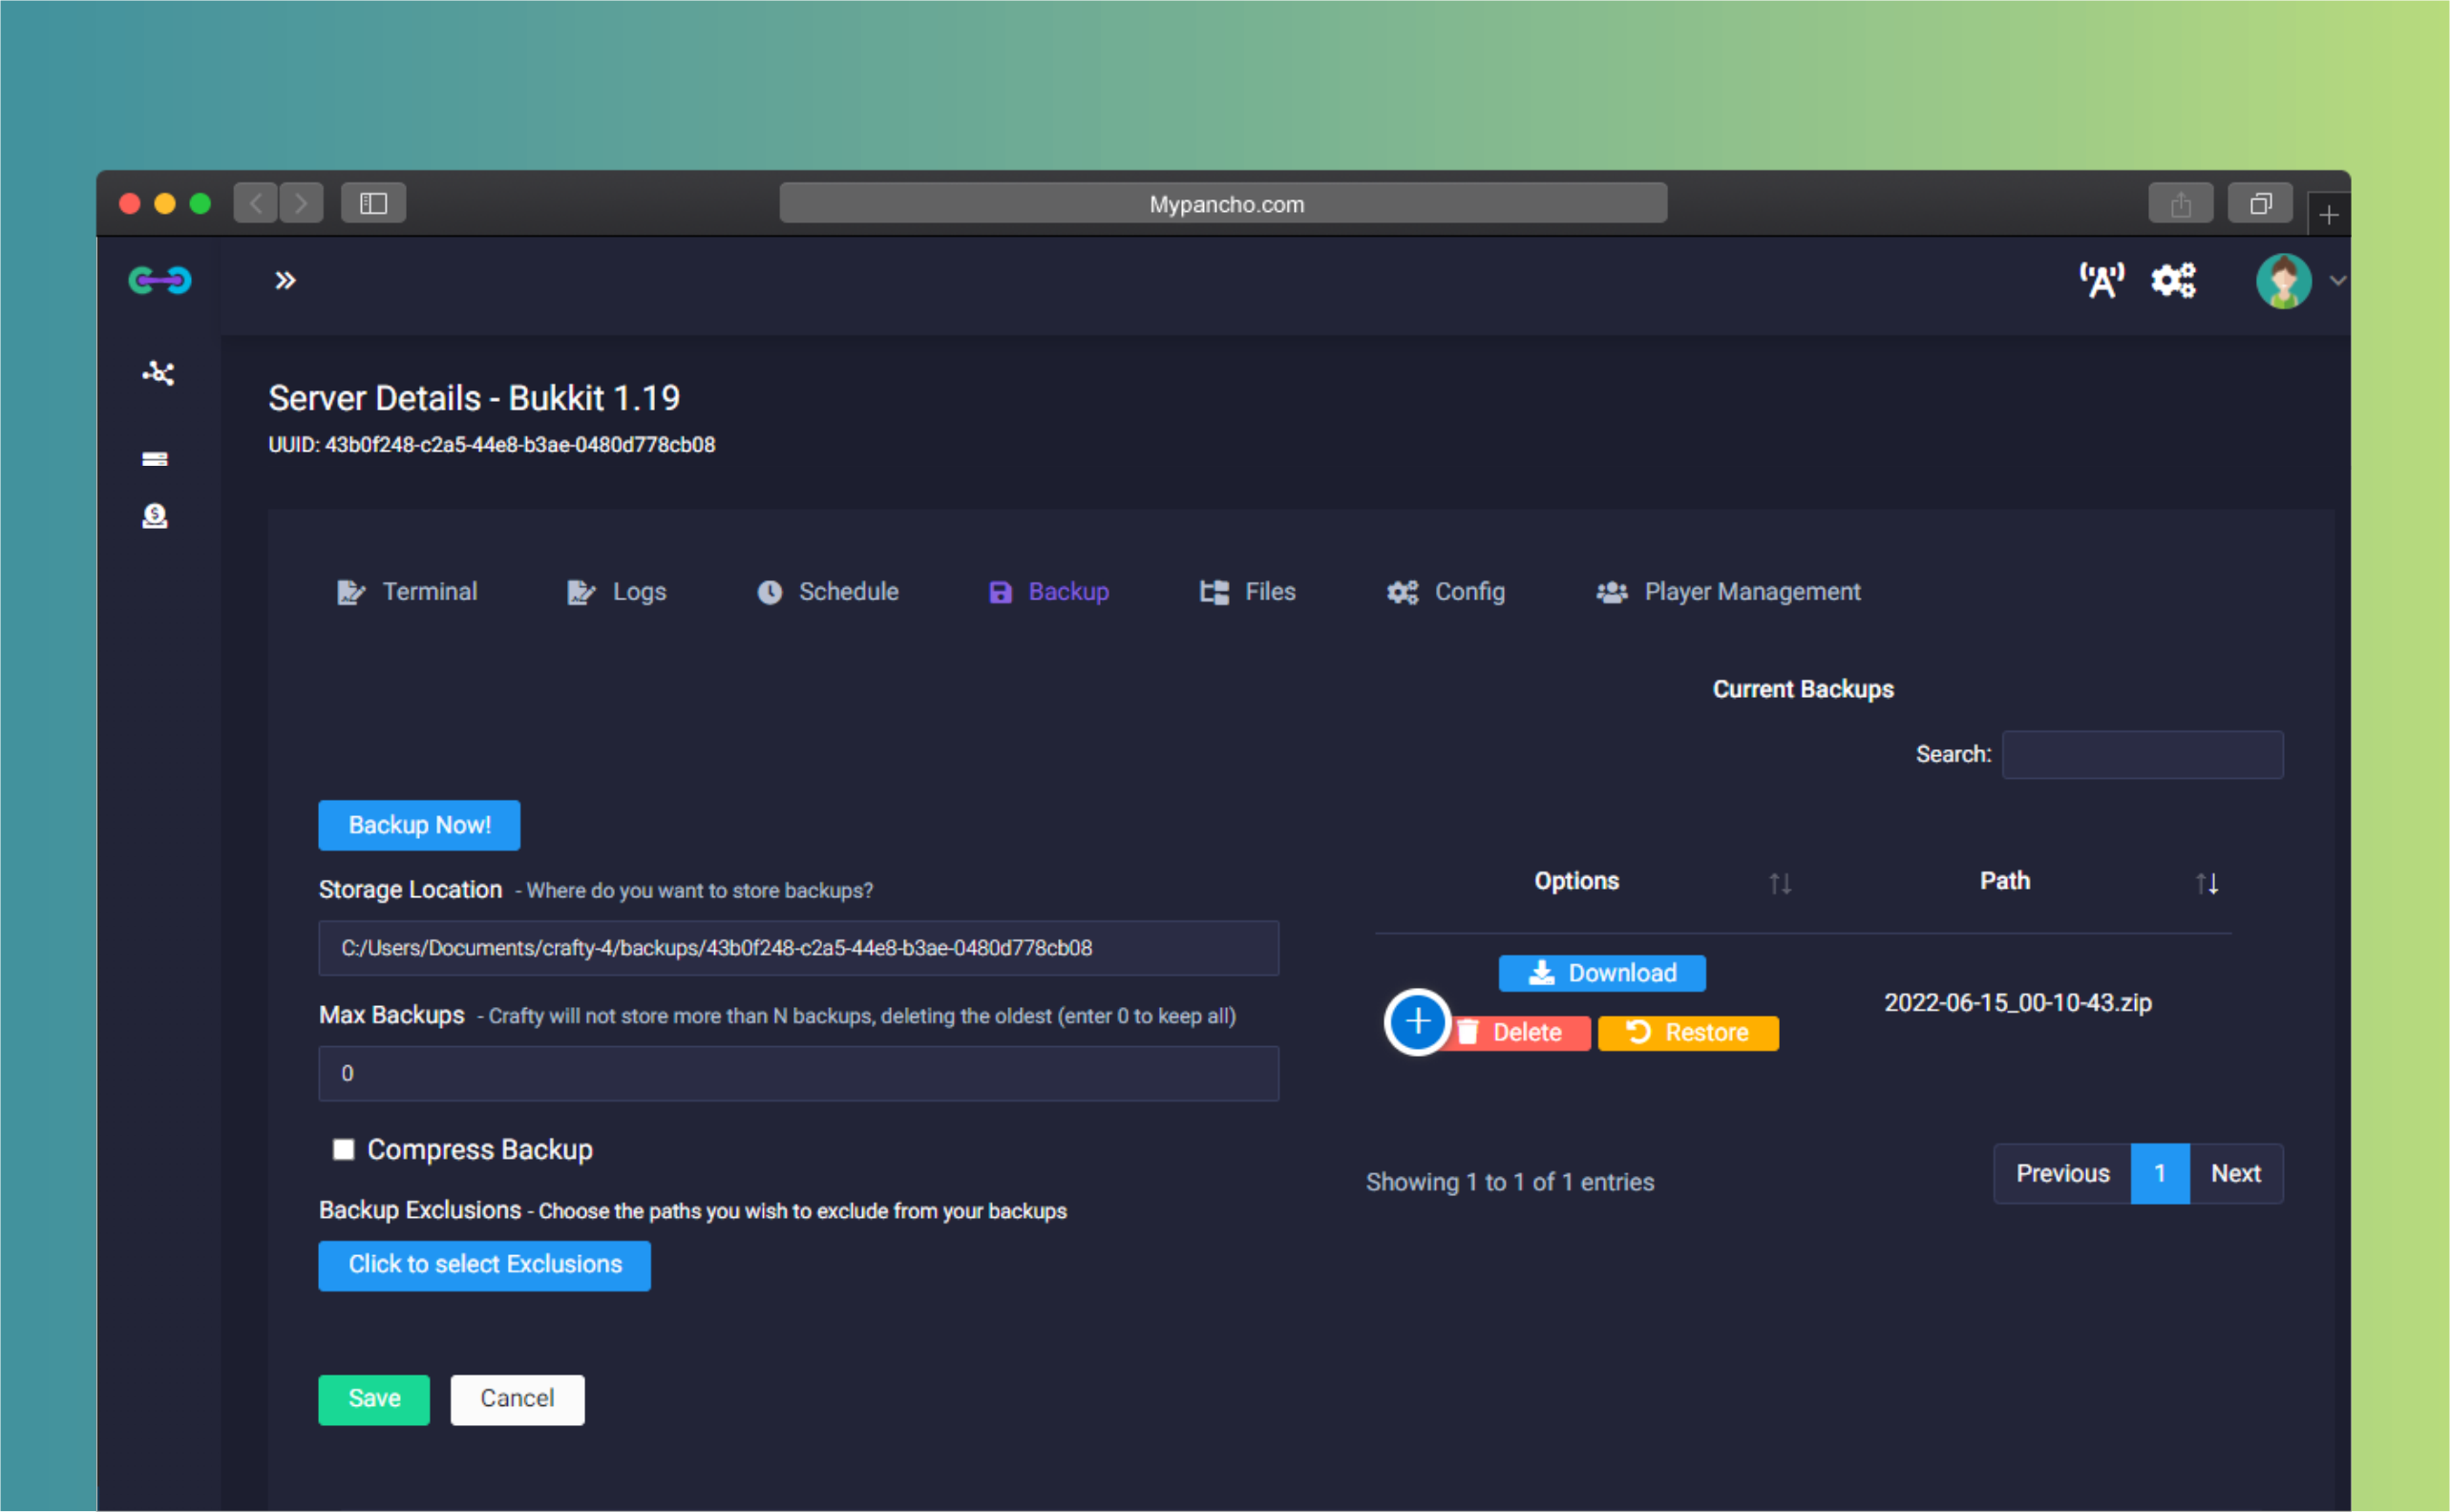 Mypancho.com
Server Details - Bukkit 1.19
UUID: 43b0f248-c2a5-44e8-b3ae-0480d778cb08
Terminal Logs Schedule Backup Files Config Player Management
Current Backups
Search:
Backup Now!
Storage Location - Where do you want to store backups?
C:/Users/Documents/crafty-4/backups/43b0f248-c2a5-44e8-b3ae-0480d778cb08
Max Backups - Crafty will not store more than N backups, deleting the oldest (enter 0 to keep all)
0
Compress Backup
Backup Exclusions - Choose the paths you wish to exclude from your backups
Click to select Exclusions
Save Cancel
Options Path
Download
Delete Restore
2022-06-15_00-10-43.zip
Showing 1 to 1 of 1 entries
Previous 1 Next